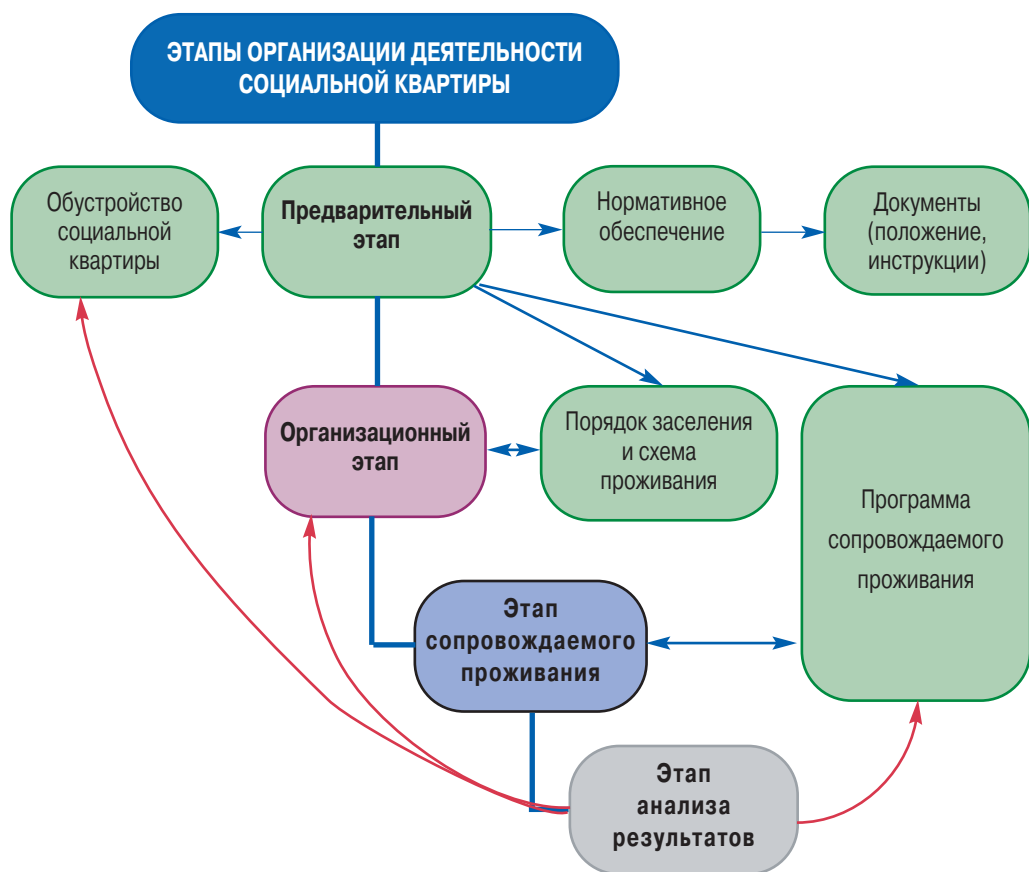 ЭТАПЫ ОРГАНИЗАЦИИ ДЕЯТЕЛЬНОСТИ
СОЦИАЛЬНОЙ КВАРТИРЫ
Обустройство
социальной
квартиры
Предварительный
этап
Нормативное
обеспечение
Документы
(положение,
инструкции)
Организационный
этап
Порядок заселения
и схема
проживания
Программа
сопровождаемого
проживания
Этап
сопровождаемого
проживания
Этап
анализа
результатов